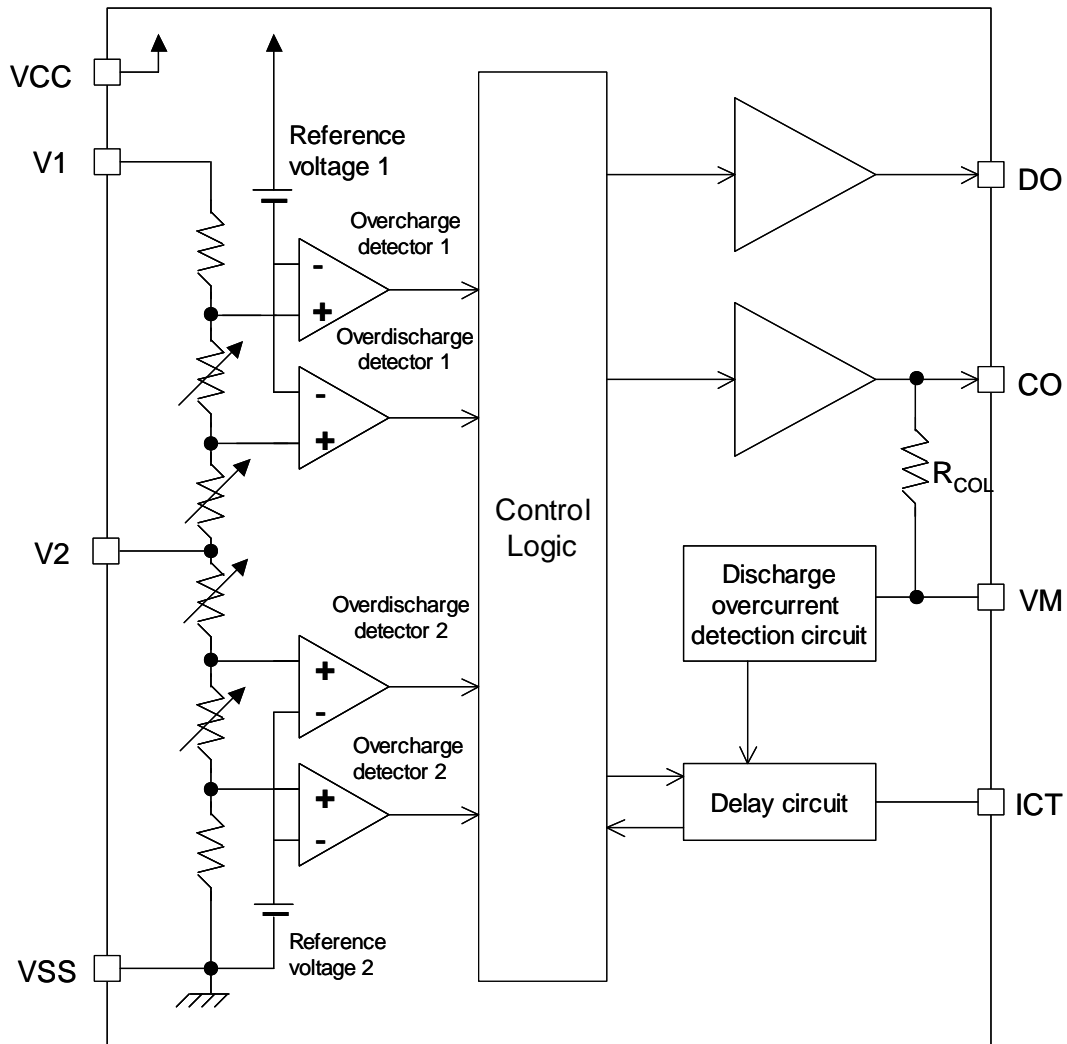 VCC
V1
Reference
voltage 1
Overcharge
detector 1
-
+
Overdischarge
detector 1
-
+
V2
Overdischarge
detector 2
+
-
Overcharge
detector 2
+
-
Reference
voltage 2
VSS
Control
Logic
DO
CO
RCOL
Discharge
overcurrent
detection circuit
VM
Delay circuit
ICT